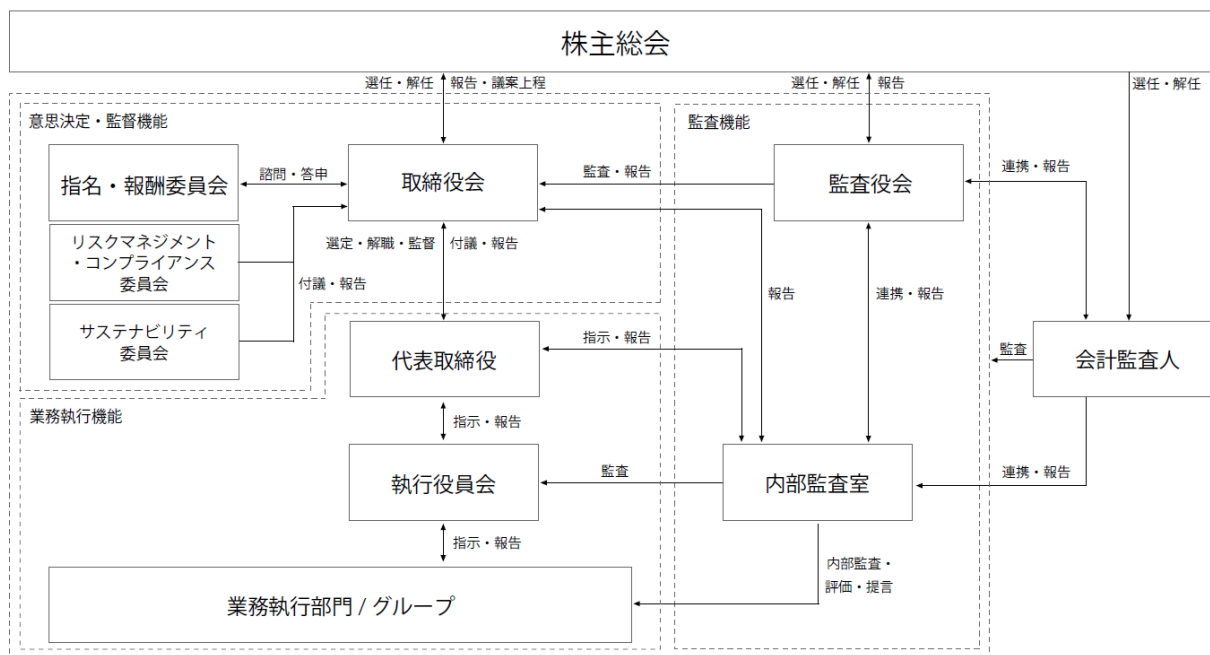 株主総会
選任・解任
報告・議案上程
選任・解任
報告
選任・解任
意思決定・監督機能
監査機能
指名・報酬委員会
諮問・答申
取締役会
監査・報告
監査役会
連携・報告
リスクマネジメント
・コンプライアンス
委員会
選定・解職・監督
付議・報告
付議・報告
報告
連携・報告
サステナビリティ
委員会
代表取締役
指示・報告
監査
会計監査人
業務執行機能
指示・報告
執行役員会
監査
内部監査室
連携・報告
指示・報告
内部監査・
評価・提言
業務執行部門 / グループ